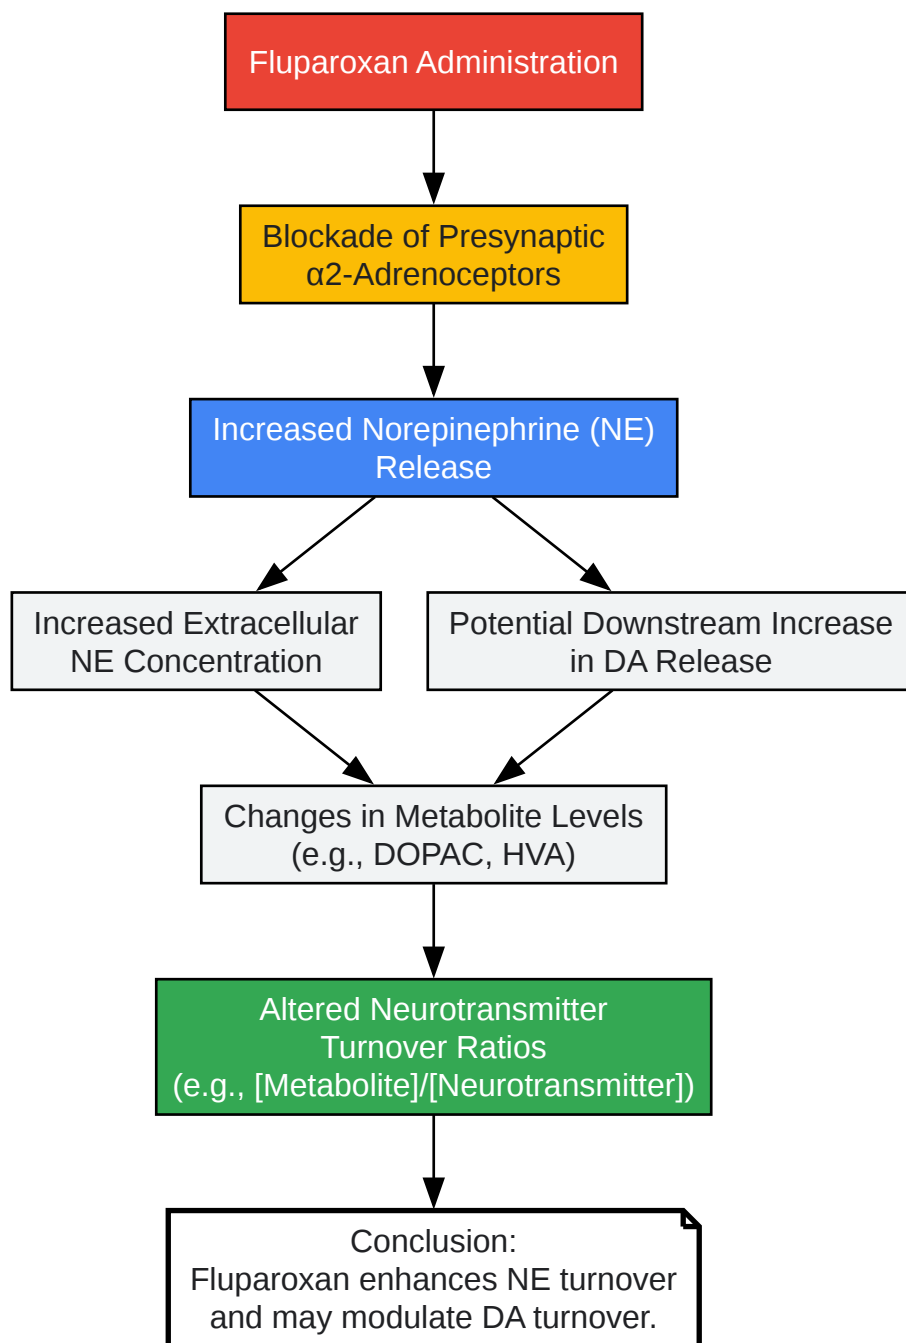 Fluparoxan Administration
Blockade of Presynaptic
α2-Adrenoceptors
Increased Norepinephrine (NE)
Release
Increased Extracellular
NE Concentration
Potential Downstream Increase
in DA Release
Changes in Metabolite Levels
(e.g., DOPAC, HVA)
Altered Neurotransmitter
Turnover Ratios
(e.g., [Metabolite]/[Neurotransmitter])
Conclusion:
Fluparoxan enhances NE turnover
and may modulate DA turnover.